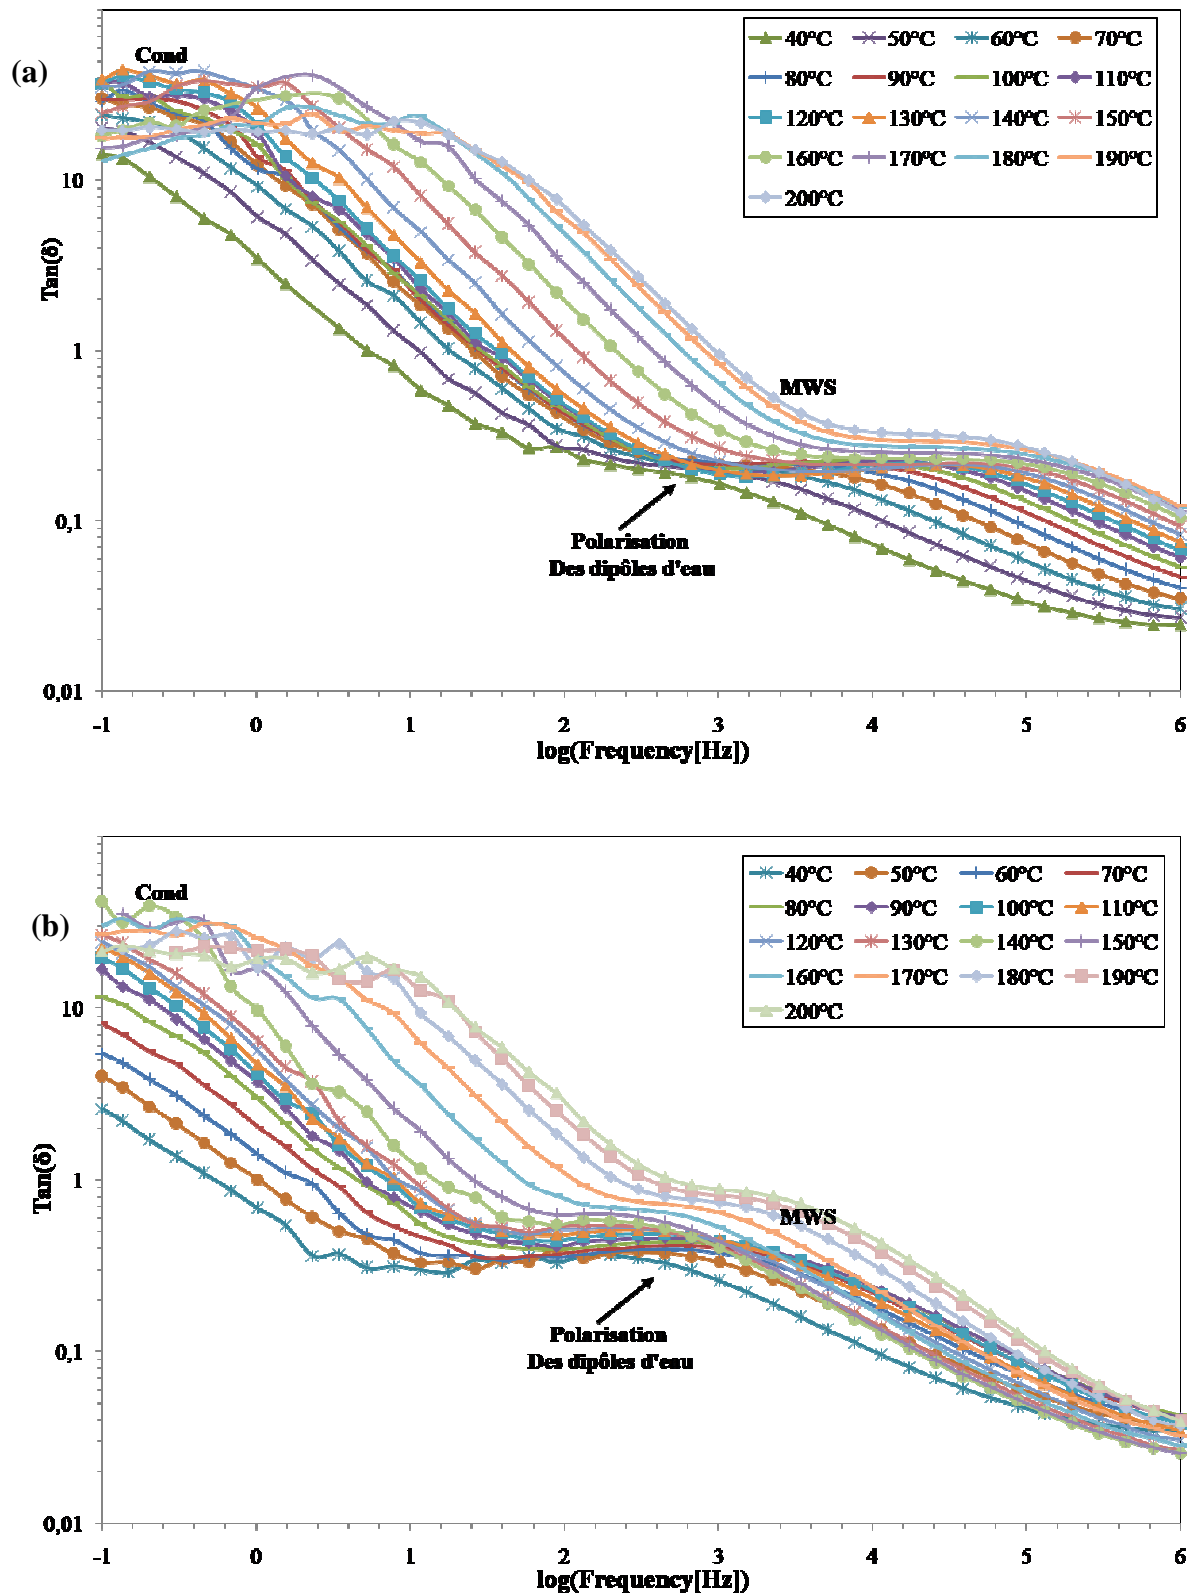 (a)
Cond
40°C 50°C 60°C 70°C
80°C 90°C 100°C 110°C
120°C 130°C 140°C 150°C
160°C 170°C 180°C 190°C
200°C
10
1
0,1
0,01
Tan(δ)
MWS
Polarisation
Des dipôles d'eau
-1 0 1 2 3 4 5 6
log(Frequency[Hz])
(b)
Cond
40°C 50°C 60°C 70°C
80°C 90°C 100°C 110°C
120°C 130°C 140°C 150°C
160°C 170°C 180°C 190°C
200°C
10
1
0,1
0,01
Tan(δ)
MWS
Polarisation
Des dipôles d'eau
-1 0 1 2 3 4 5 6
log(Frequency[Hz])